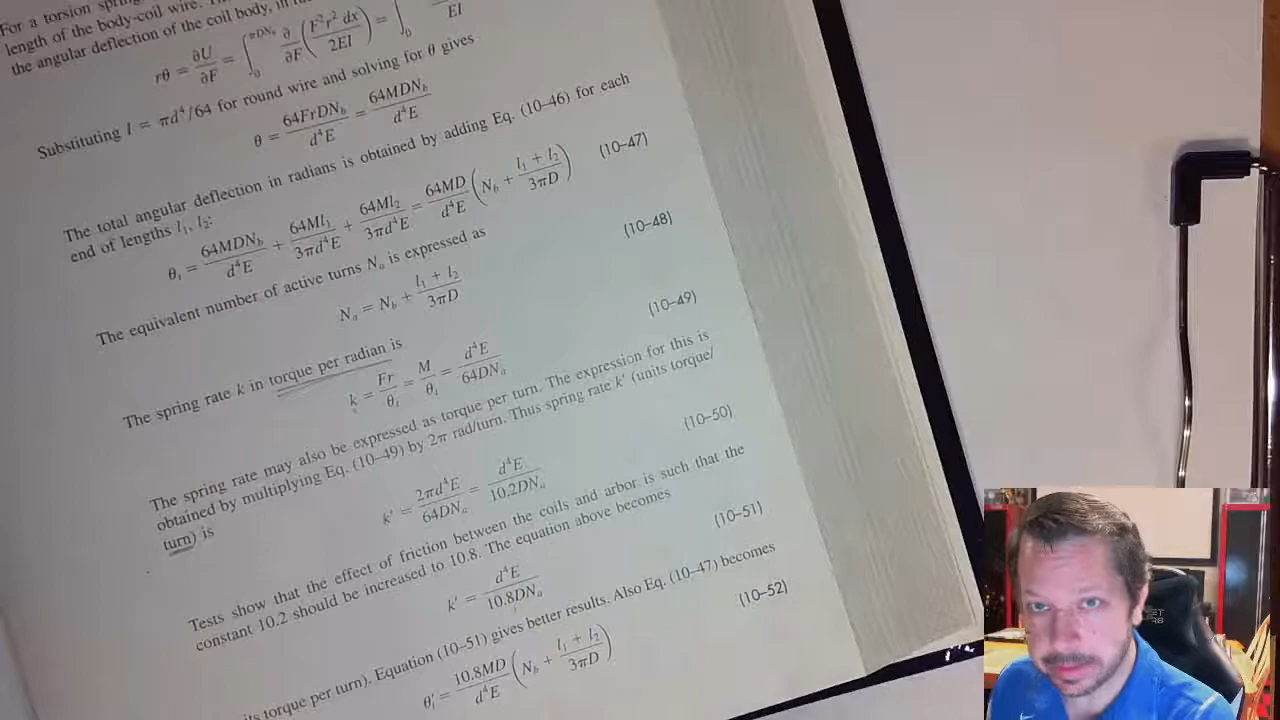 For a torsion spring
length of the body-coil wire.
the angular deflection of the coil body, in
rθ = ∂U/∂F = ∫₀^{πDN_b} ∂/∂F (F²r² dx / 2EI) = ∫₀ EI
Substituting I = πd⁴/64 for round wire and solving for θ gives
θ = 64FrDN_b / d⁴E = 64MDN_b / d⁴E
The total angular deflection in radians is obtained by adding Eq. (10–46) for each
end of lengths l₁, l₂:
θ_t = 64MDN_b / d⁴E + 64Ml₁ / 3πd⁴E + 64Ml₂ / 3πd⁴E = 64MD / d⁴E (N_b + l₁ + l₂ / 3πD) (10–47)
The equivalent number of active turns N_a is expressed as
N_a = N_b + l₁ + l₂ / 3πD (10–48)
The spring rate k in torque per radian is
k = Fr / θ_t = M / θ_t = d⁴E / 64DN_a (10–49)
The spring rate may also be expressed as torque per turn. The expression for this is
obtained by multiplying Eq. (10–49) by 2π rad/turn. Thus spring rate k′ (units torque/
turn) is
k′ = 2πd⁴E / 64DN_a = d⁴E / 10.2DN_a (10–50)
Tests show that the effect of friction between the coils and arbor is such that the
constant 10.2 should be increased to 10.8. The equation above becomes
k′ = d⁴E / 10.8DN_a (10–51)
torque per turn). Equation (10–51) gives better results. Also Eq. (10–47) becomes
θ′_t = 10.8MD / d⁴E (N_b + l₁ + l₂ / 3πD) (10–52)